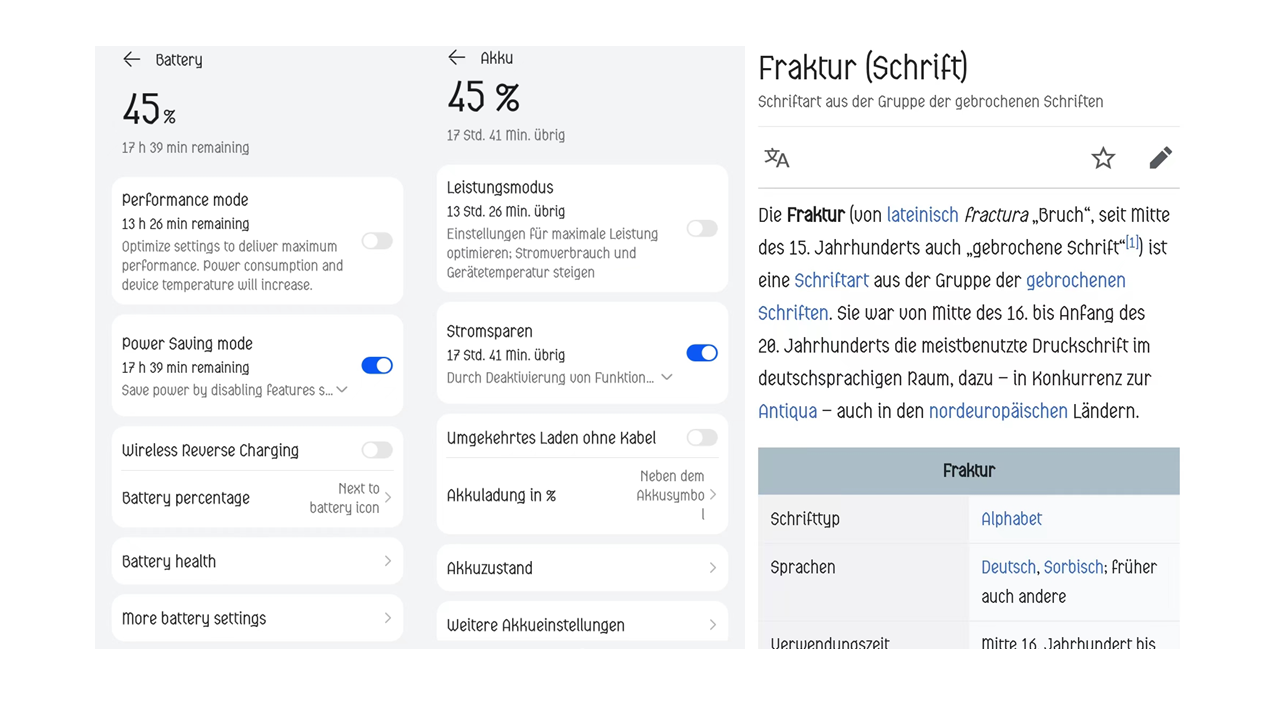 Battery
45%
17 h 39 min remaining
Performance mode
13 h 26 min remaining
Optimize settings to deliver maximum
performance. Power consumption and
device temperature will increase.
Power Saving mode
17 h 39 min remaining
Save power by disabling features s...
Wireless Reverse Charging
Battery percentage
Next to
battery icon
Battery health
More battery settings
Akku
45 %
17 Std. 41 Min. übrig
Leistungsmodus
13 Std. 26 Min. übrig
Einstellungen für maximale Leistung
optimieren; Stromverbrauch und
Gerätetemperatur steigen
Stromsparen
17 Std. 41 Min. übrig
Durch Deaktivierung von Funktion...
Umgekehrtes Laden ohne Kabel
Akkuladung in %
Neben dem
Akkusymbo
l
Akkuzustand
Weitere Akkueinstellungen
Fraktur (Schrift)
Schriftart aus der Gruppe der gebrochenen Schriften
文A
Die Fraktur (von lateinisch fractura „Bruch“, seit Mitte
des 15. Jahrhunderts auch „gebrochene Schrift“[1]) ist
eine Schriftart aus der Gruppe der gebrochenen
Schriften. Sie war von Mitte des 16. bis Anfang des
20. Jahrhunderts die meistbenutzte Druckschrift im
deutschsprachigen Raum, dazu – in Konkurrenz zur
Antiqua – auch in den nordeuropäischen Ländern.
Fraktur
Schrifttyp
Alphabet
Sprachen
Deutsch, Sorbisch; früher
auch andere
Verwendungszeit
Mitte 16. Jahrhundert bis